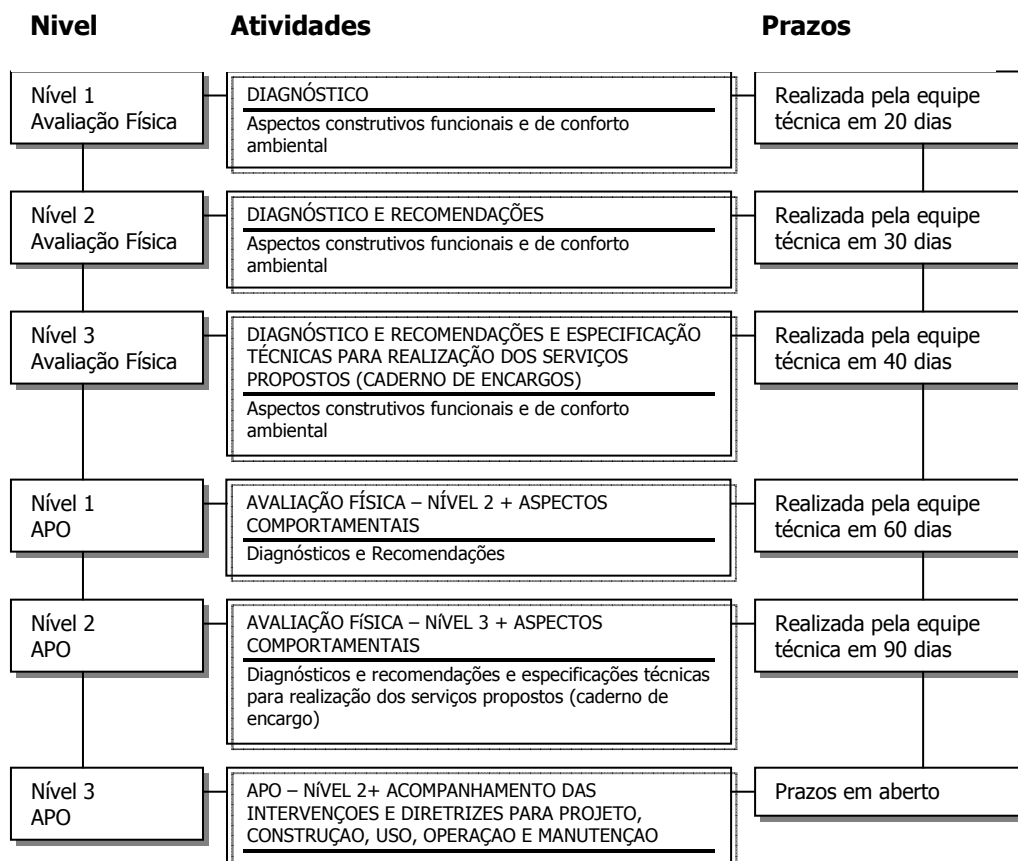 Nivel Atividades Prazos
Nível 1
Avaliação Física
DIAGNÓSTICO
Aspectos construtivos funcionais e de conforto
ambiental
Realizada pela equipe
técnica em 20 dias
Nível 2
Avaliação Física
DIAGNÓSTICO E RECOMENDAÇÕES
Aspectos construtivos funcionais e de conforto
ambiental
Realizada pela equipe
técnica em 30 dias
Nível 3
Avaliação Física
DIAGNÓSTICO E RECOMENDAÇÕES E ESPECIFICAÇÃO
TÉCNICAS PARA REALIZAÇÃO DOS SERVIÇOS
PROPOSTOS (CADERNO DE ENCARGOS)
Aspectos construtivos funcionais e de conforto
ambiental
Realizada pela equipe
técnica em 40 dias
Nível 1
APO
AVALIAÇÃO FÍSICA – NÍVEL 2 + ASPECTOS
COMPORTAMENTAIS
Diagnósticos e Recomendações
Realizada pela equipe
técnica em 60 dias
Nível 2
APO
AVALIAÇÃO FíSICA – NíVEL 3 + ASPECTOS
COMPORTAMENTAIS
Diagnósticos e recomendações e especificações técnicas
para realização dos serviços propostos (caderno de
encargo)
Realizada pela equipe
técnica em 90 dias
Nível 3
APO
APO – NíVEL 2+ ACOMPANHAMENTO DAS
INTERVENÇOES E DIRETRIZES PARA PROJETO,
CONSTRUÇAO, USO, OPERAÇAO E MANUTENÇAO
Prazos em aberto